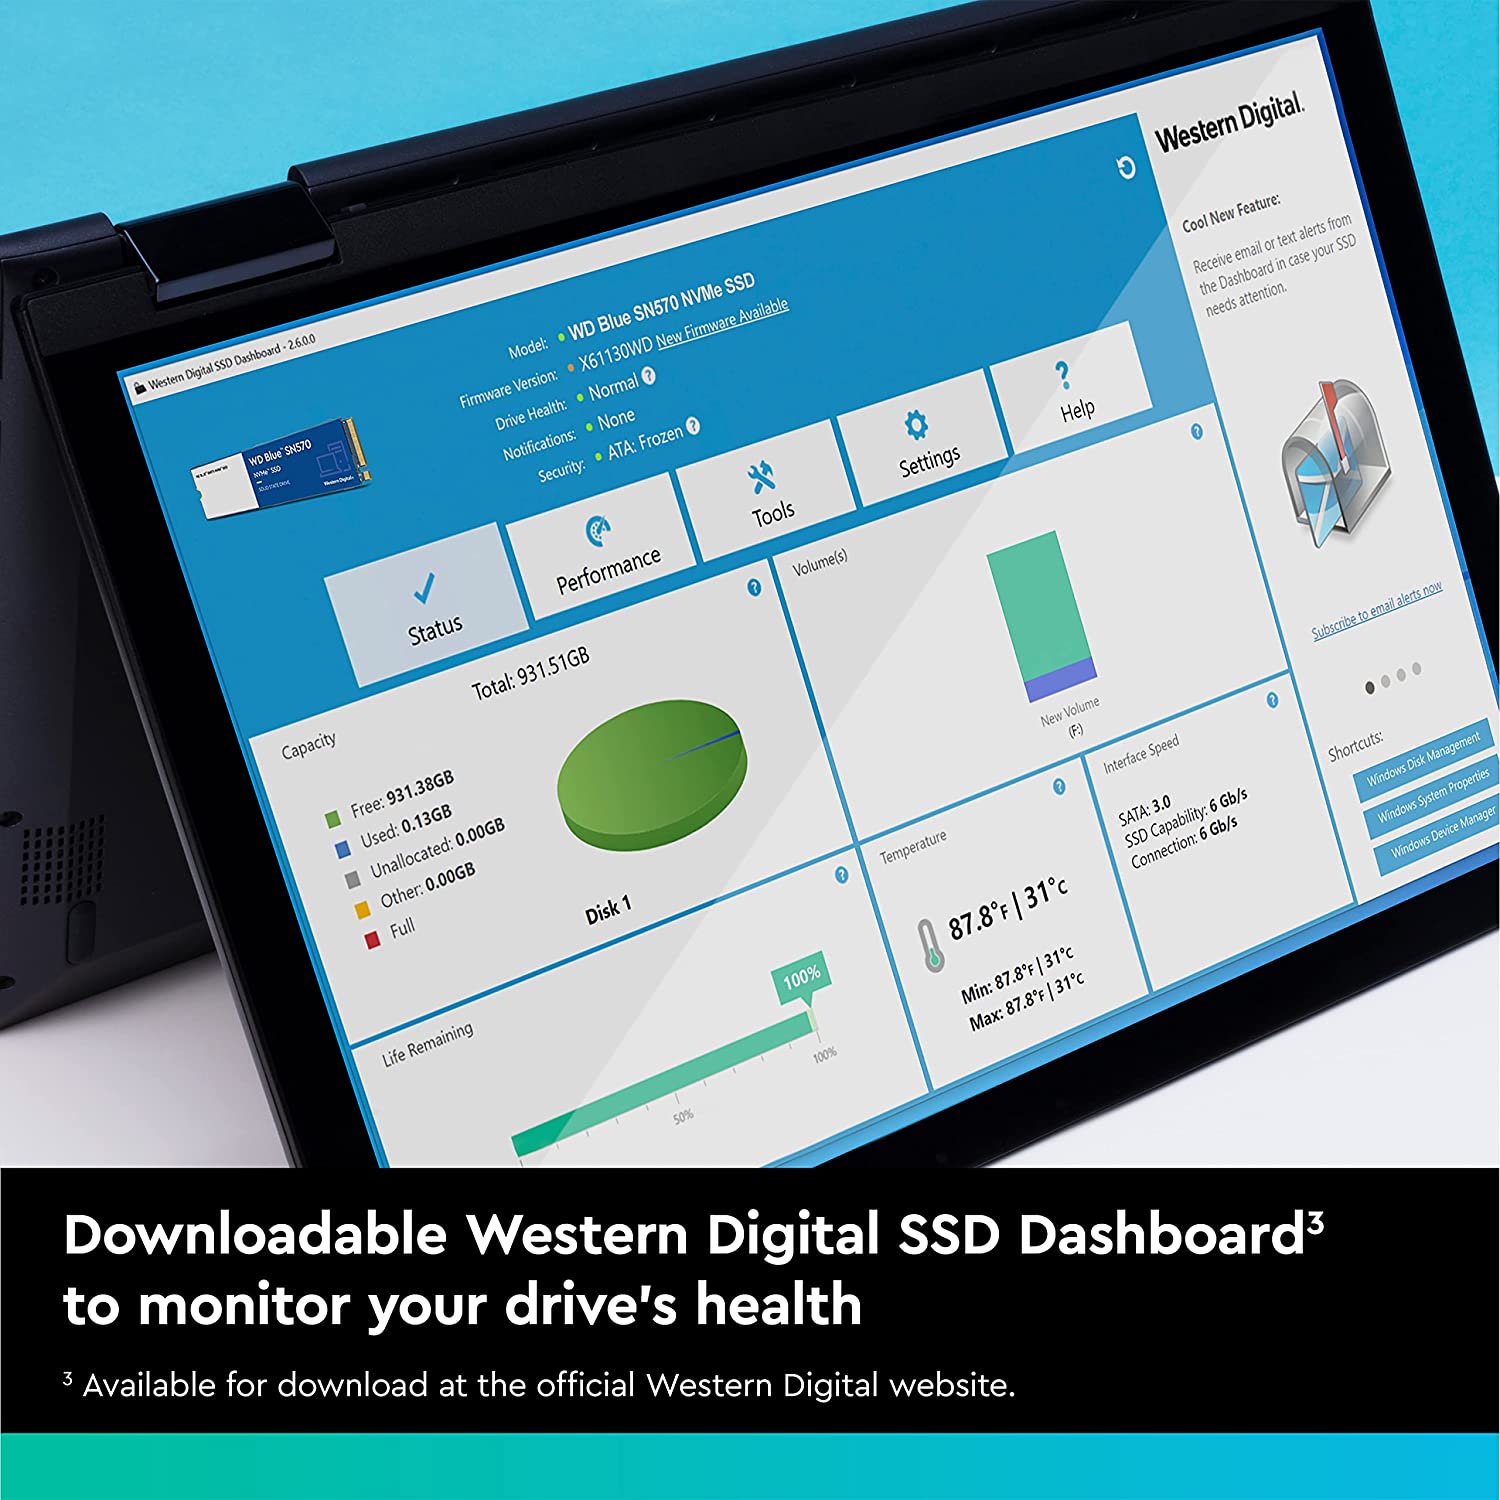 Western Digital SSD Dashboard - 2.6.0.0
Western Digital.
Model: WD Blue SN570 NVMe SSD
Firmware Version: X61130WD New Firmware Available
Drive Health: Normal ?
Notifications: None
Security: ATA: Frozen ?
WD Blue™ SN570
NVMe™ SSD
SOLID STATE DRIVE
Western Digital®
Status
Performance
Tools
Settings
?
Help
Cool New Feature:
Receive email or text alerts from
the Dashboard in case your SSD
needs attention.
Subscribe to email alerts now
Shortcuts:
Windows Disk Management
Windows System Properties
Windows Device Manager
Capacity
?
Total: 931.51GB
Free: 931.38GB
Used: 0.13GB
Unallocated: 0.00GB
Other: 0.00GB
Full
Disk 1
Volume(s)
?
New Volume
(F:)
Life Remaining
?
100%
50%
100%
Temperature
?
87.8°F | 31°C
Min: 87.8°F | 31°C
Max: 87.8°F | 31°C
Interface Speed
?
SATA: 3.0
SSD Capability: 6 Gb/s
Connection: 6 Gb/s
Downloadable Western Digital SSD Dashboard³
to monitor your drive's health
³ Available for download at the official Western Digital website.